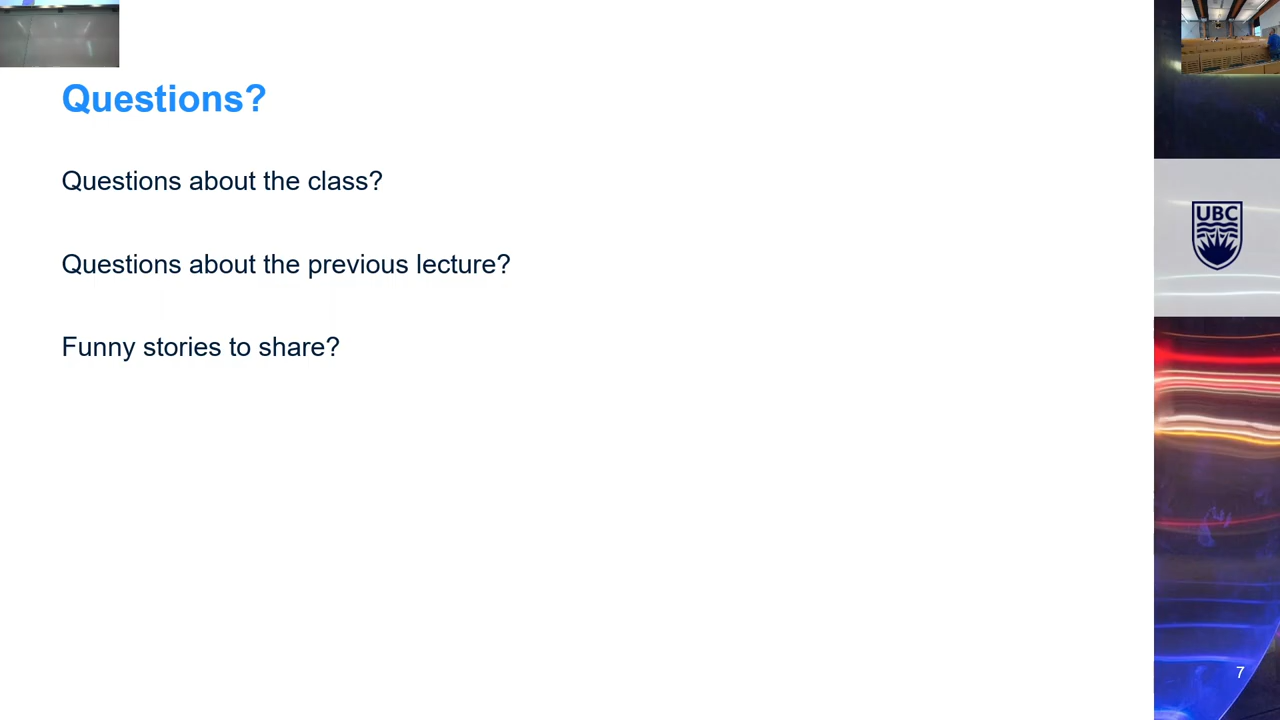 Questions?
Questions about the class?
Questions about the previous lecture?
Funny stories to share?
UBC
7